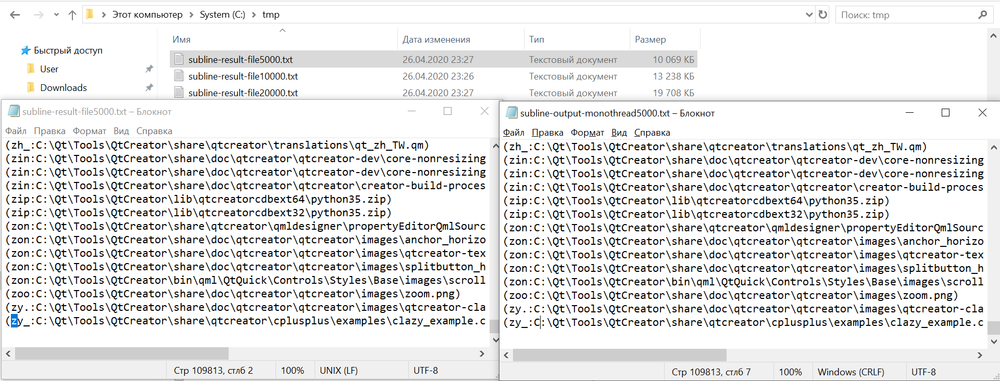 Этот компьютер System (C:) tmp
Поиск: tmp
Имя Дата изменения Тип Размер
Быстрый доступ
User
Downloads
subline-result-file5000.txt 26.04.2020 23:27 Текстовый документ 10 069 КБ
subline-result-file10000.txt 26.04.2020 23:26 Текстовый документ 13 238 КБ
subline-result-file20000.txt 26.04.2020 23:27 Текстовый документ 19 708 КБ
subline-result-file5000.txt – Блокнот
Файл Правка Формат Вид Справка
(zh_:C:\Qt\Tools\QtCreator\share\qtcreator\translations\qt_zh_TW.qm)
(zin:C:\Qt\Tools\QtCreator\share\doc\qtcreator\qtcreator-dev\core-nonresizing
(zin:C:\Qt\Tools\QtCreator\share\doc\qtcreator\qtcreator-dev\core-nonresizing
(zin:C:\Qt\Tools\QtCreator\share\doc\qtcreator\qtcreator\creator-build-proces
(zip:C:\Qt\Tools\QtCreator\lib\qtcreatorcdbext64\python35.zip)
(zip:C:\Qt\Tools\QtCreator\lib\qtcreatorcdbext32\python35.zip)
(zon:C:\Qt\Tools\QtCreator\share\qtcreator\qmldesigner\propertyEditorQmlSourc
(zon:C:\Qt\Tools\QtCreator\share\doc\qtcreator\qtcreator\images\anchor_horizo
(zon:C:\Qt\Tools\QtCreator\share\doc\qtcreator\qtcreator\images\qtcreator-tex
(zon:C:\Qt\Tools\QtCreator\share\doc\qtcreator\qtcreator\images\splitbutton_h
(zon:C:\Qt\Tools\QtCreator\bin\qml\QtQuick\Controls\Styles\Base\images\scroll
(zoo:C:\Qt\Tools\QtCreator\share\doc\qtcreator\qtcreator\images\zoom.png)
(zy.:C:\Qt\Tools\QtCreator\share\doc\qtcreator\qtcreator\images\qtcreator-cla
(zy_:C:\Qt\Tools\QtCreator\share\qtcreator\cplusplus\examples\clazy_example.c
Стр 109813, стлб 2 100% UNIX (LF) UTF-8
subline-output-monothread5000.txt – Блокнот
Файл Правка Формат Вид Справка
(zh_:C:\Qt\Tools\QtCreator\share\qtcreator\translations\qt_zh_TW.qm)
(zin:C:\Qt\Tools\QtCreator\share\doc\qtcreator\qtcreator-dev\core-nonresizing
(zin:C:\Qt\Tools\QtCreator\share\doc\qtcreator\qtcreator-dev\core-nonresizing
(zin:C:\Qt\Tools\QtCreator\share\doc\qtcreator\qtcreator\creator-build-proces
(zip:C:\Qt\Tools\QtCreator\lib\qtcreatorcdbext64\python35.zip)
(zip:C:\Qt\Tools\QtCreator\lib\qtcreatorcdbext32\python35.zip)
(zon:C:\Qt\Tools\QtCreator\share\qtcreator\qmldesigner\propertyEditorQmlSourc
(zon:C:\Qt\Tools\QtCreator\share\doc\qtcreator\qtcreator\images\anchor_horizo
(zon:C:\Qt\Tools\QtCreator\share\doc\qtcreator\qtcreator\images\qtcreator-tex
(zon:C:\Qt\Tools\QtCreator\share\doc\qtcreator\qtcreator\images\splitbutton_h
(zon:C:\Qt\Tools\QtCreator\bin\qml\QtQuick\Controls\Styles\Base\images\scroll
(zoo:C:\Qt\Tools\QtCreator\share\doc\qtcreator\qtcreator\images\zoom.png)
(zy.:C:\Qt\Tools\QtCreator\share\doc\qtcreator\qtcreator\images\qtcreator-cla
(zy_:C:\Qt\Tools\QtCreator\share\qtcreator\cplusplus\examples\clazy_example.c
Стр 109813, стлб 7 100% Windows (CRLF) UTF-8